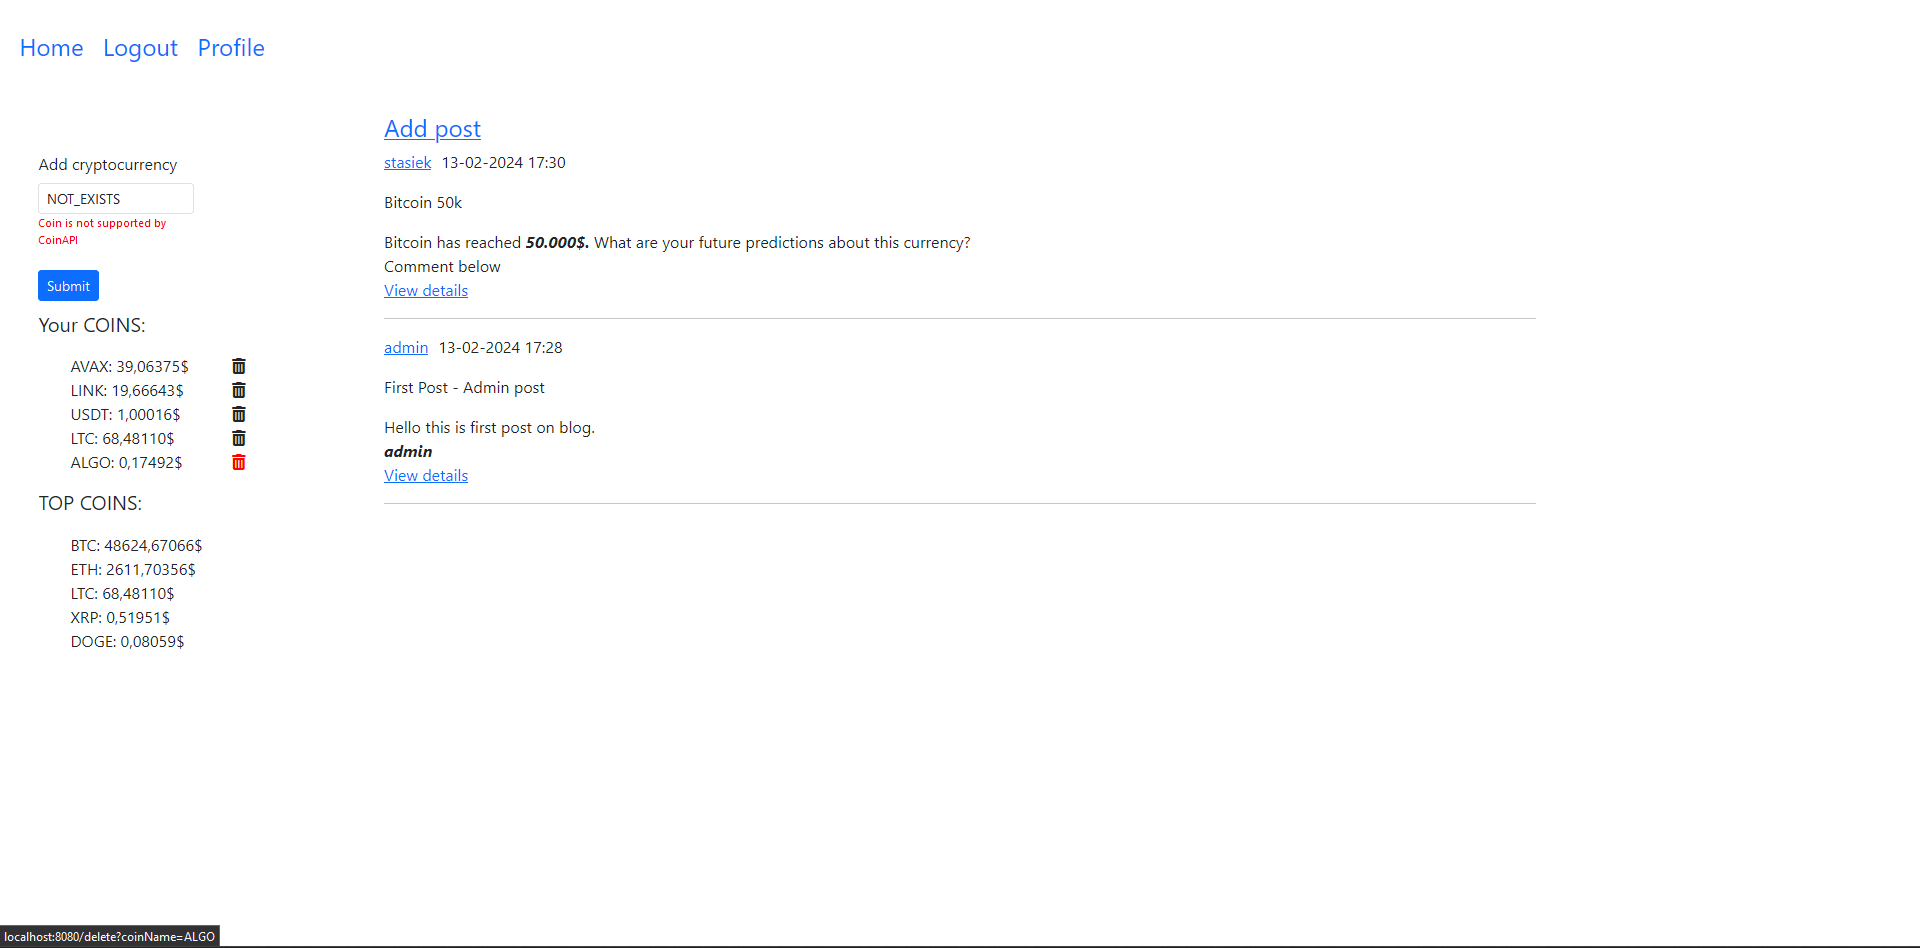 Home Logout Profile
Add cryptocurrency
NOT_EXISTS
Coin is not supported by
CoinAPI
Submit
Your COINS:
AVAX: 39,06375$
LINK: 19,66643$
USDT: 1,00016$
LTC: 68,48110$
ALGO: 0,17492$
TOP COINS:
BTC: 48624,67066$
ETH: 2611,70356$
LTC: 68,48110$
XRP: 0,51951$
DOGE: 0,08059$
Add post
stasiek 13-02-2024 17:30
Bitcoin 50k
Bitcoin has reached 50.000$. What are your future predictions about this currency?
Comment below
View details
admin 13-02-2024 17:28
First Post - Admin post
Hello this is first post on blog.
admin
View details
localhost:8080/delete?coinName=ALGO